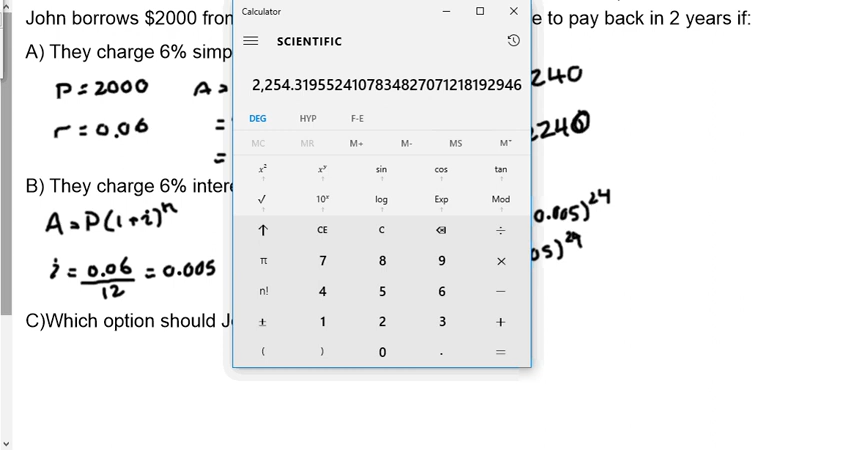 John borrows $2000 from
e to pay back in 2 years if:
A) They charge 6% simp
P = 2000 A =
240
r = 0.06 =
2240
=
B) They charge 6% inter
A = P(1+i)ⁿ
0.005)²⁴
i = 0.06/12 = 0.005
05)²⁴
C)Which option should J
Calculator
SCIENTIFIC
2,254.3195524107834827071218192946
DEG HYP F-E
MC MR M+ M- MS M˅
x² xʸ sin cos tan
√ 10ˣ log Exp Mod
↑ CE C ⌫ ÷
π 7 8 9 ×
n! 4 5 6 −
± 1 2 3 +
( ) 0 . =